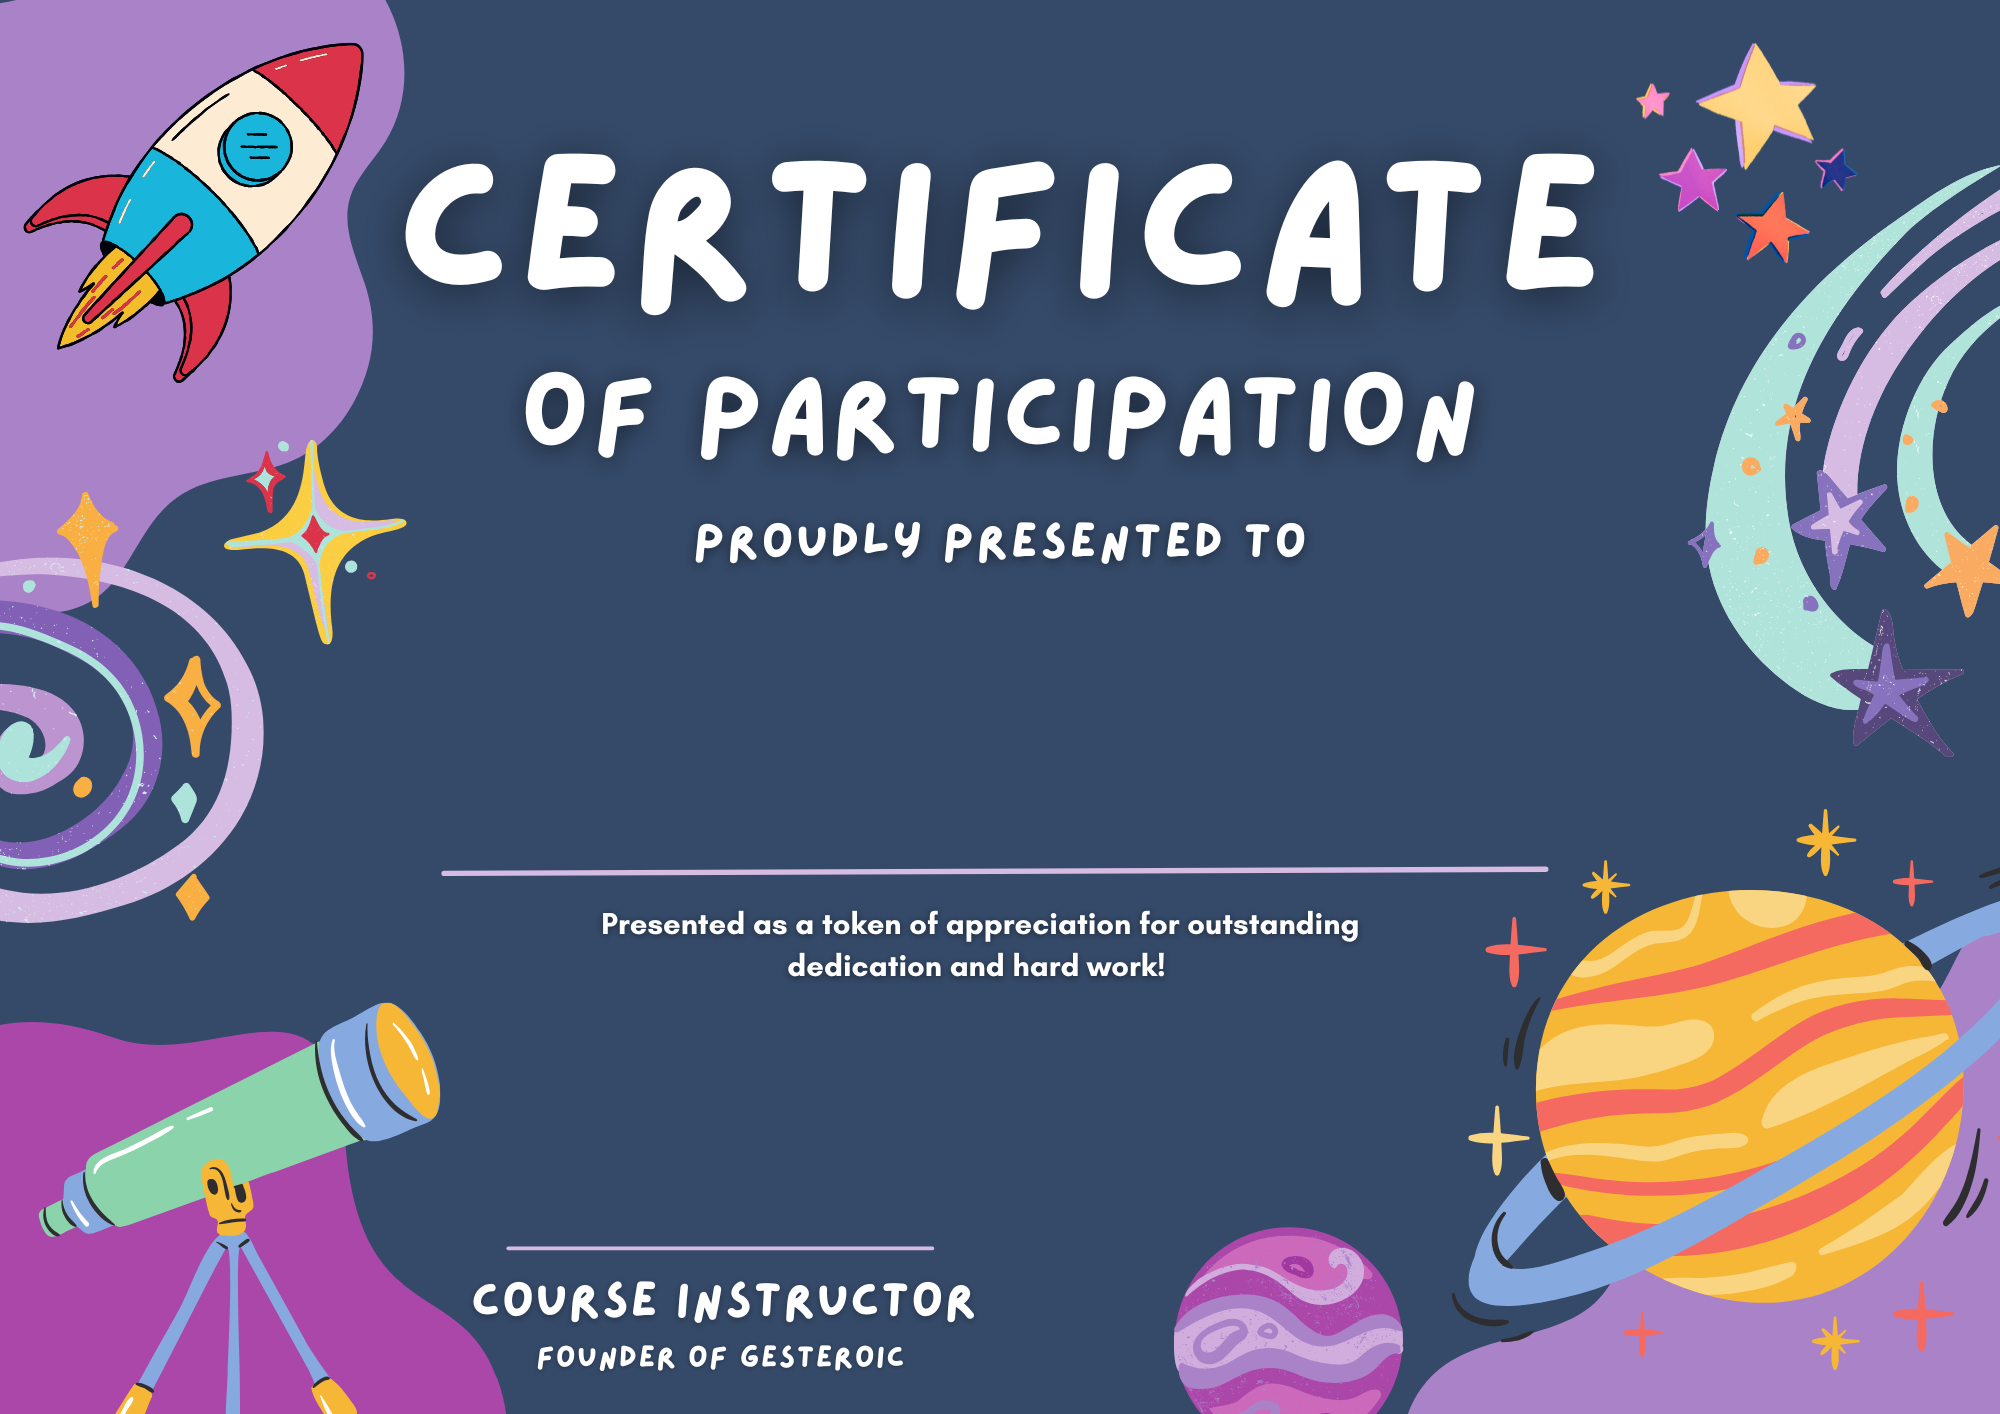 CERTIFICATE
OF PARTICIPATION
PROUDLY PRESENTED TO
Presented as a token of appreciation for outstanding
dedication and hard work!
COURSE INSTRUCTOR
FOUNDER OF GESTEROIC